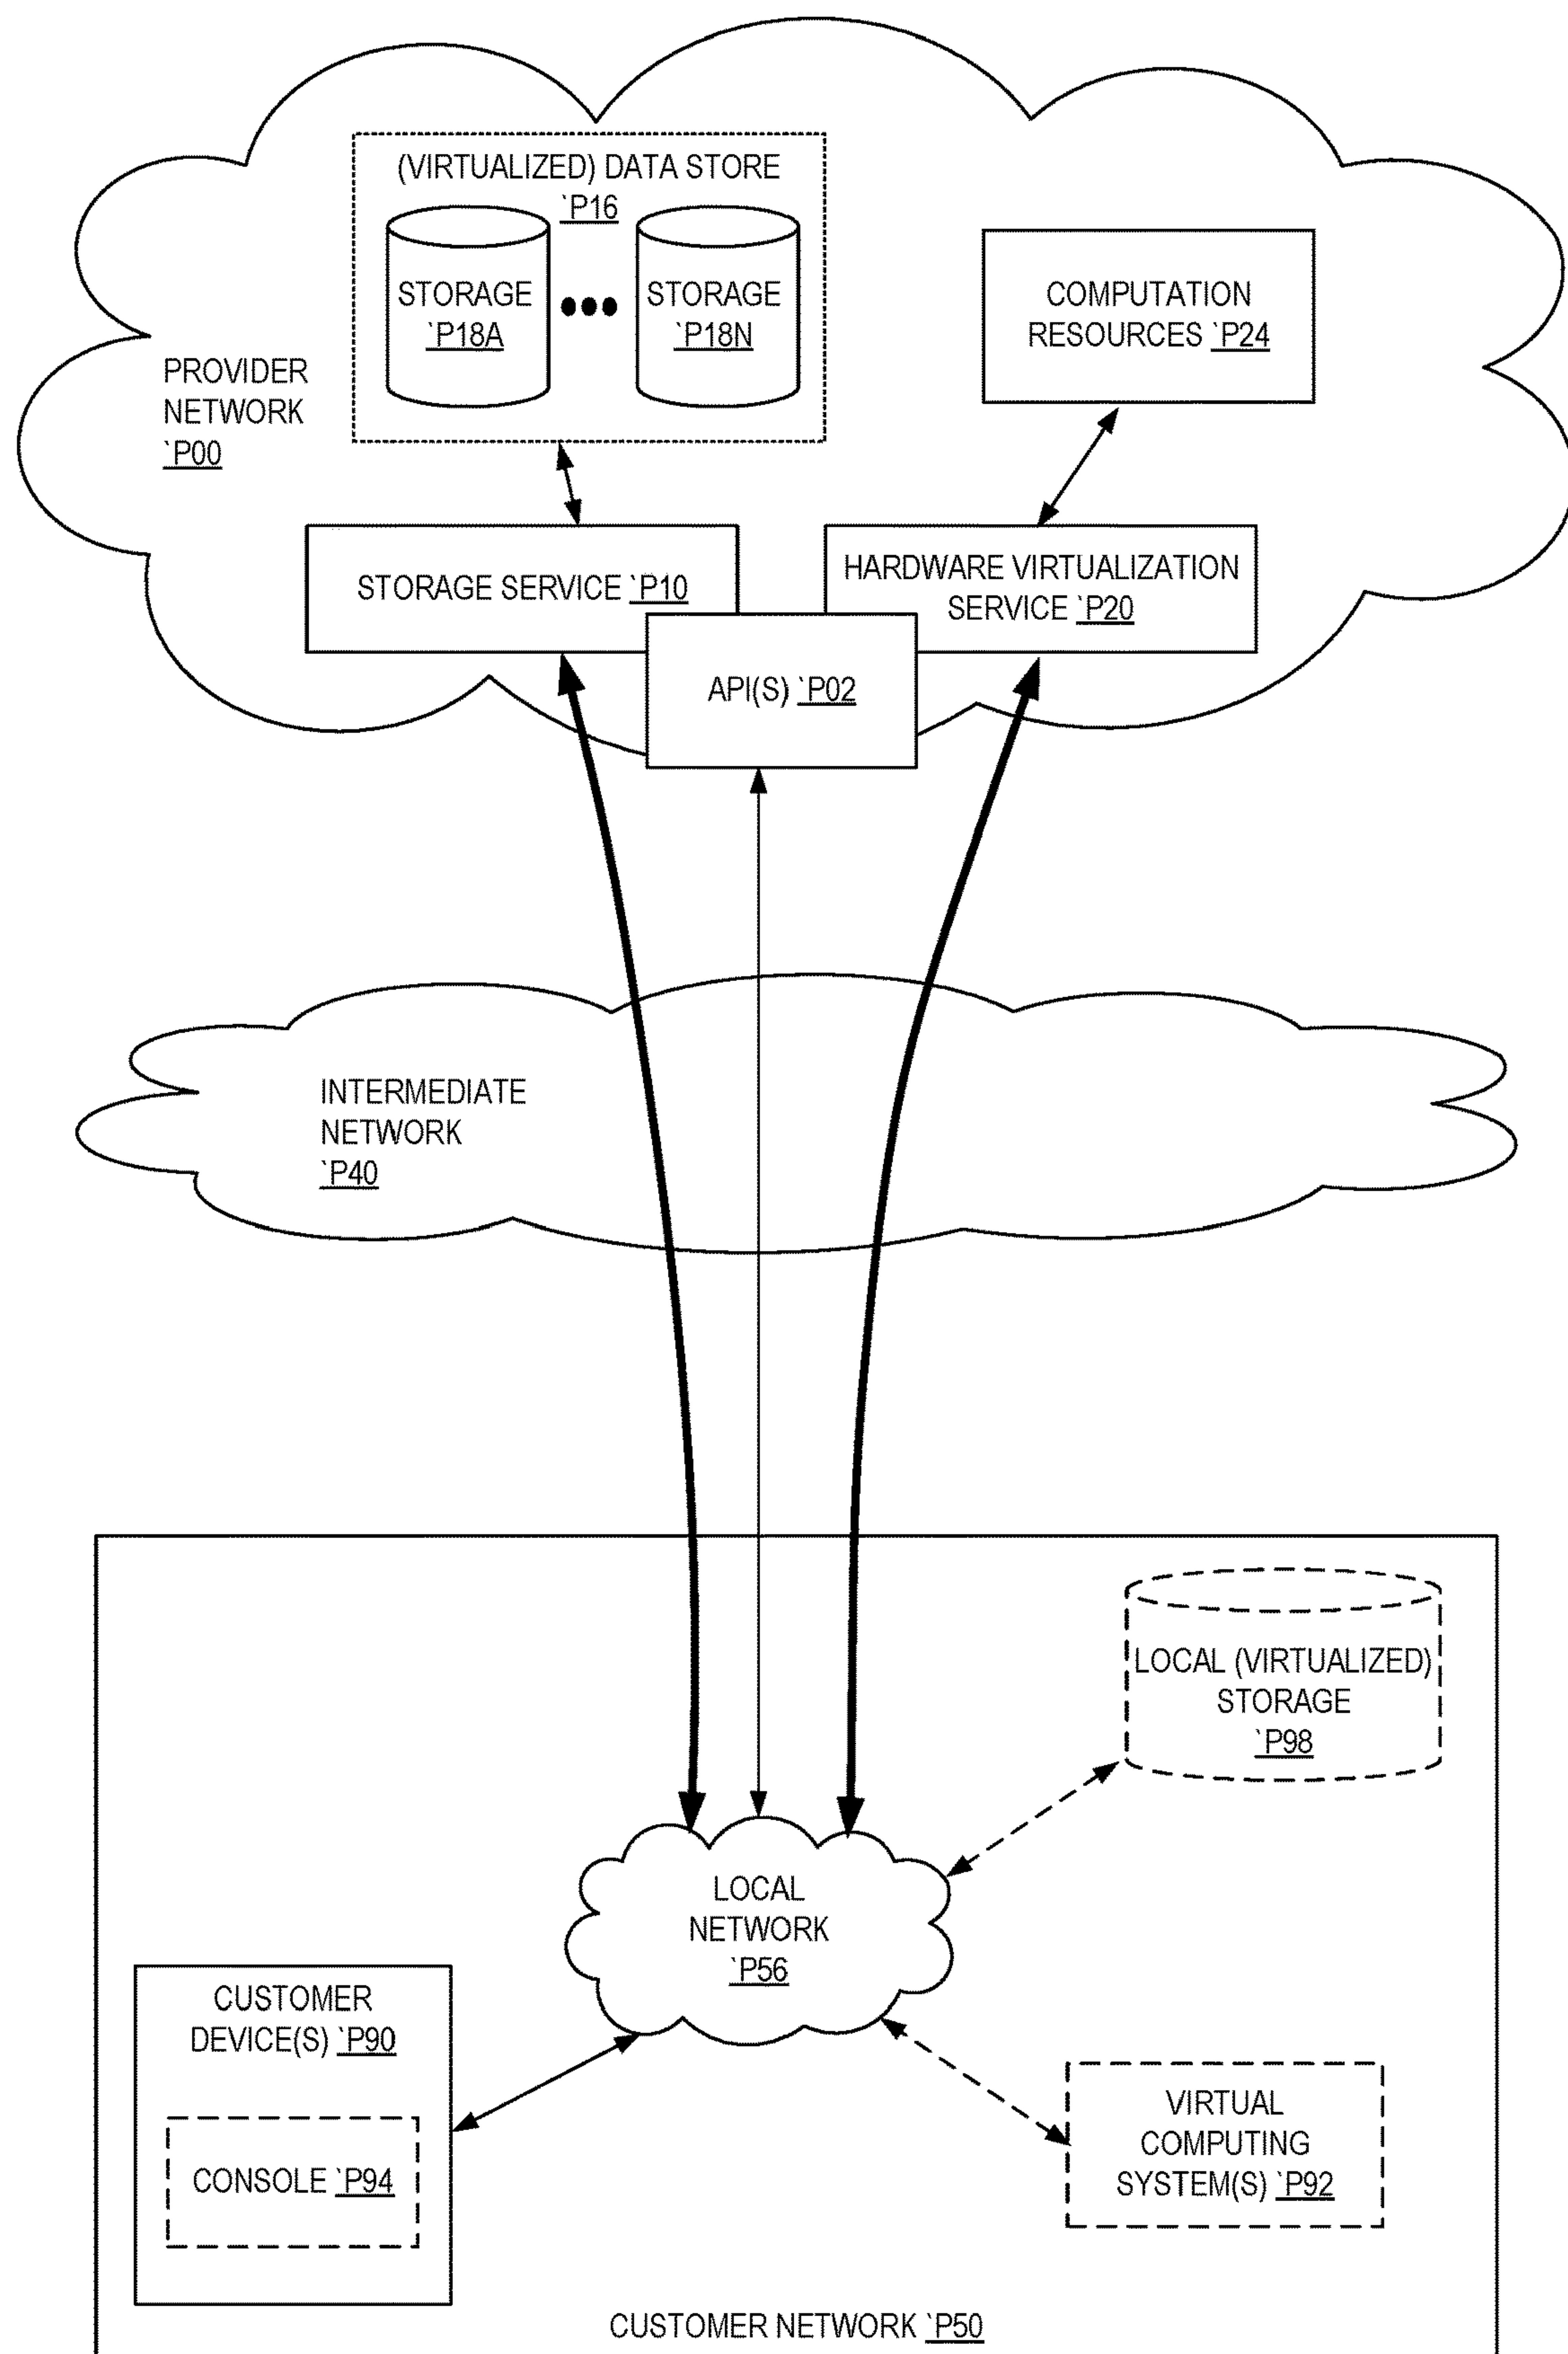 (VIRTUALIZED) DATA STORE
`P16
STORAGE
`P18A
STORAGE
`P18N
COMPUTATION
RESOURCES `P24
PROVIDER
NETWORK
`P00
STORAGE SERVICE `P10
HARDWARE VIRTUALIZATION
SERVICE `P20
API(S) `P02
INTERMEDIATE
NETWORK
`P40
LOCAL (VIRTUALIZED)
STORAGE
`P98
LOCAL
NETWORK
`P56
CUSTOMER
DEVICE(S) `P90
CONSOLE `P94
VIRTUAL
COMPUTING
SYSTEM(S) `P92
CUSTOMER NETWORK `P50